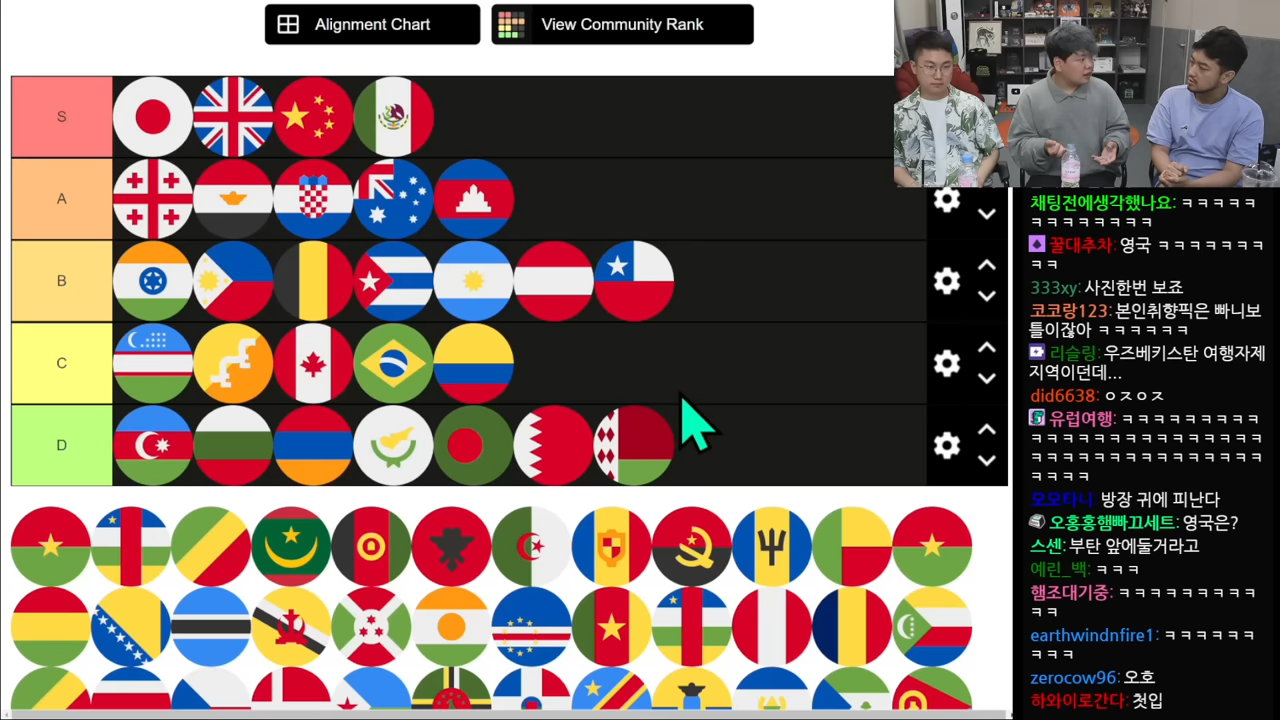 Alignment Chart
View Community Rank
S
A
B
C
D
채팅전에생각했나요: ㅋㅋㅋㅋㅋ
ㅋㅋㅋㅋㅋㅋㅋㅋㅋㅋ
꿀대추차: 영국 ㅋㅋㅋㅋㅋㅋㅋ
ㅋㅋ
333xy: 사진한번 보죠
코코랑123: 본인취향픽은 빠니보
틀이잖아 ㅋㅋㅋㅋㅋㅋ
리슬링: 우즈베키스탄 여행자제
지역이던데...
did6638: ㅇㅈㅇㅈ
유럽여행: ㅋㅋㅋㅋㅋㅋㅋㅋㅋ
ㅋㅋㅋㅋㅋㅋㅋㅋㅋㅋㅋㅋㅋㅋㅋ
ㅋㅋㅋㅋㅋㅋㅋㅋㅋㅋㅋㅋㅋㅋㅋ
ㅋㅋㅋㅋ
모모타니: 방장 귀에 피난다
오홍홍햄빠끄세트: 영국은?
스센: 부탄 앞에둘거라고
예린_백: ㅋㅋㅋ
햄조대기중: ㅋㅋㅋㅋㅋㅋㅋㅋㅋ
ㅋㅋ
earthwindnfire1: ㅋㅋㅋㅋㅋㅋ
ㅋㅋㅋ
zerocow96: 오호
하와이로간다: 첫입